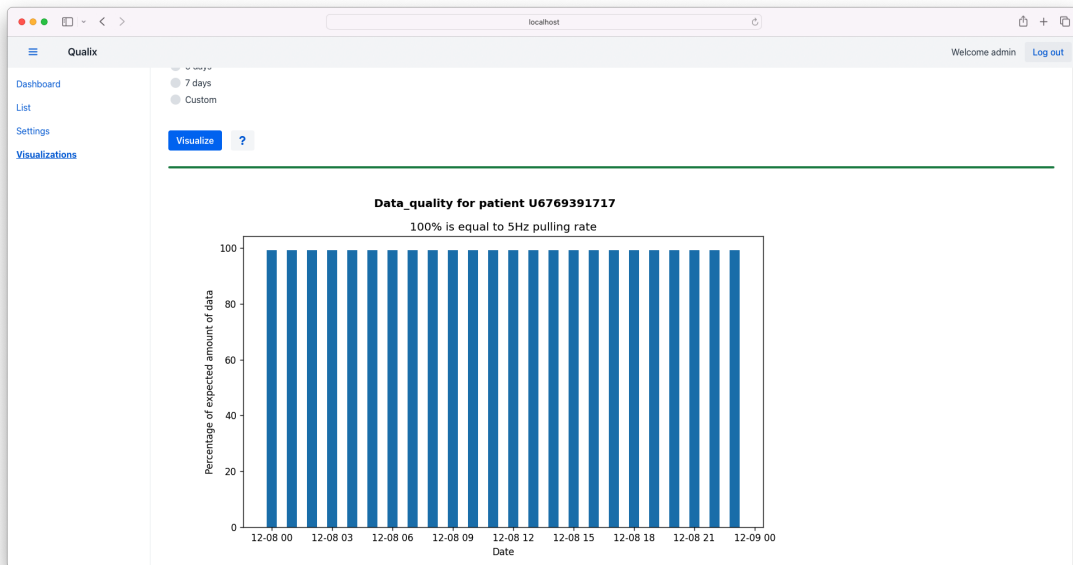 localhost
Qualix
Welcome admin Log out
Dashboard
List
Settings
Visualizations
7 days
Custom
Visualize ?
Data_quality for patient U6769391717
100% is equal to 5Hz pulling rate
Percentage of expected amount of data
100
80
60
40
20
0
12-08 00 12-08 03 12-08 06 12-08 09 12-08 12 12-08 15 12-08 18 12-08 21 12-09 00
Date